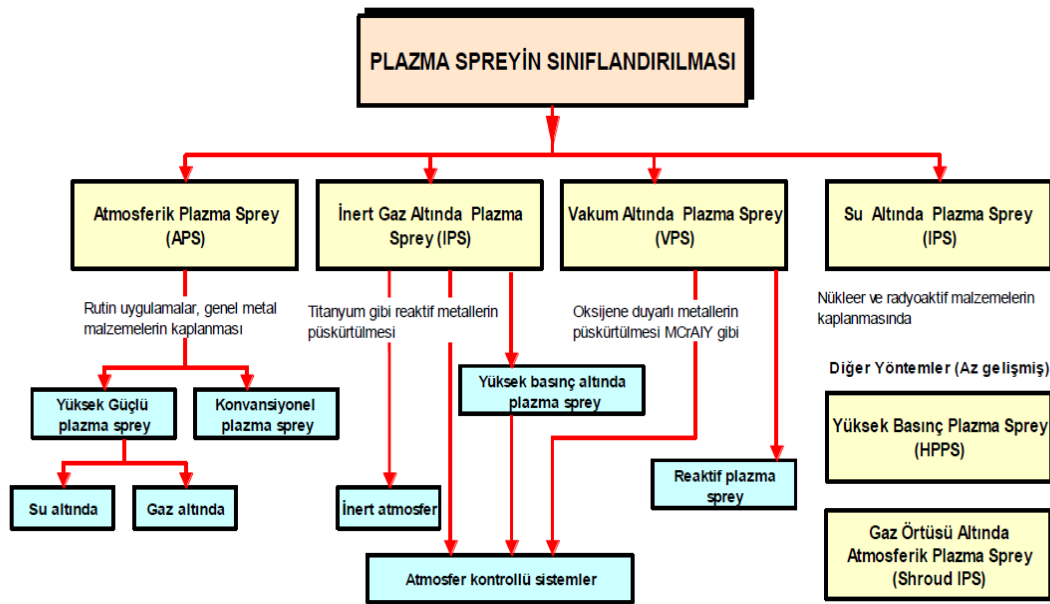 PLAZMA SPREYİN SINIFLANDIRILMASI
Atmosferik Plazma Sprey
(APS)
İnert Gaz Altında Plazma
Sprey (IPS)
Vakum Altında Plazma Sprey
(VPS)
Su Altında Plazma Sprey
(IPS)
Rutin uygulamalar, genel metal
malzemelerin kaplanması
Titanyum gibi reaktif metallerin
püskürtülmesi
Oksijene duyarlı metallerin
püskürtülmesi MCrAlY gibi
Nükleer ve radyoaktif malzemelerin
kaplanmasında
Yüksek Güçlü
plazma sprey
Konvansiyonel
plazma sprey
Yüksek basınç altında
plazma sprey
Diğer Yöntemler (Az gelişmiş)
Yüksek Basınç Plazma Sprey
(HPPS)
Su altında
Gaz altında
İnert atmosfer
Reaktif plazma
sprey
Gaz Örtüsü Altında
Atmosferik Plazma Sprey
(Shroud IPS)
Atmosfer kontrollü sistemler